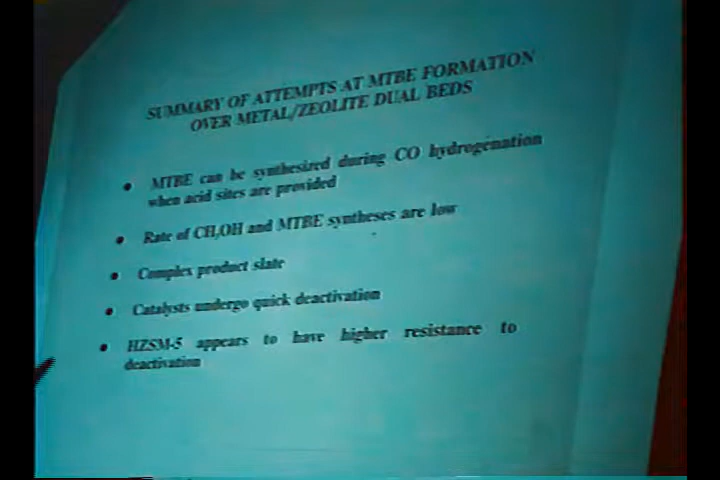 SUMMARY OF ATTEMPTS AT MTBE FORMATION
OVER METAL/ZEOLITE DUAL BEDS
• MTBE can be synthesized during CO hydrogenation
when acid sites are provided
• Rate of CH₃OH and MTBE syntheses are low
• Complex product slate
• Catalysts undergo quick deactivation
• HZSM-5 appears to have higher resistance to
deactivation